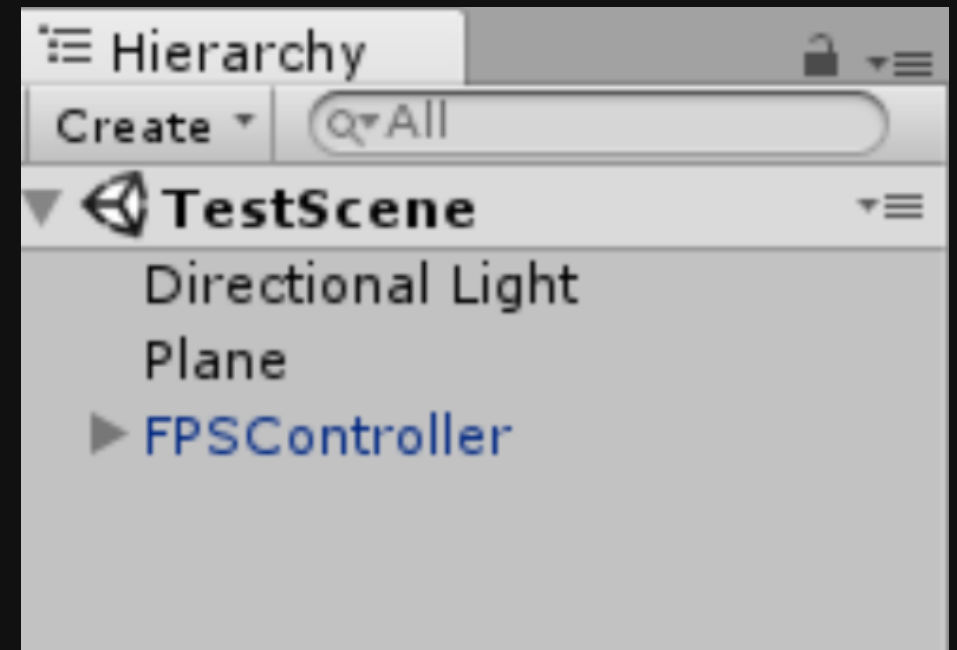 Hierarchy
Create All
TestScene
Directional Light
Plane
FPSController